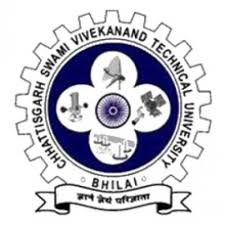 CHHATTISGARH SWAMI VIVEKANAND TECHNICAL UNIVERSITY
· BHILAI ·
ज्ञानं ज्ञेयं परिज्ञाता